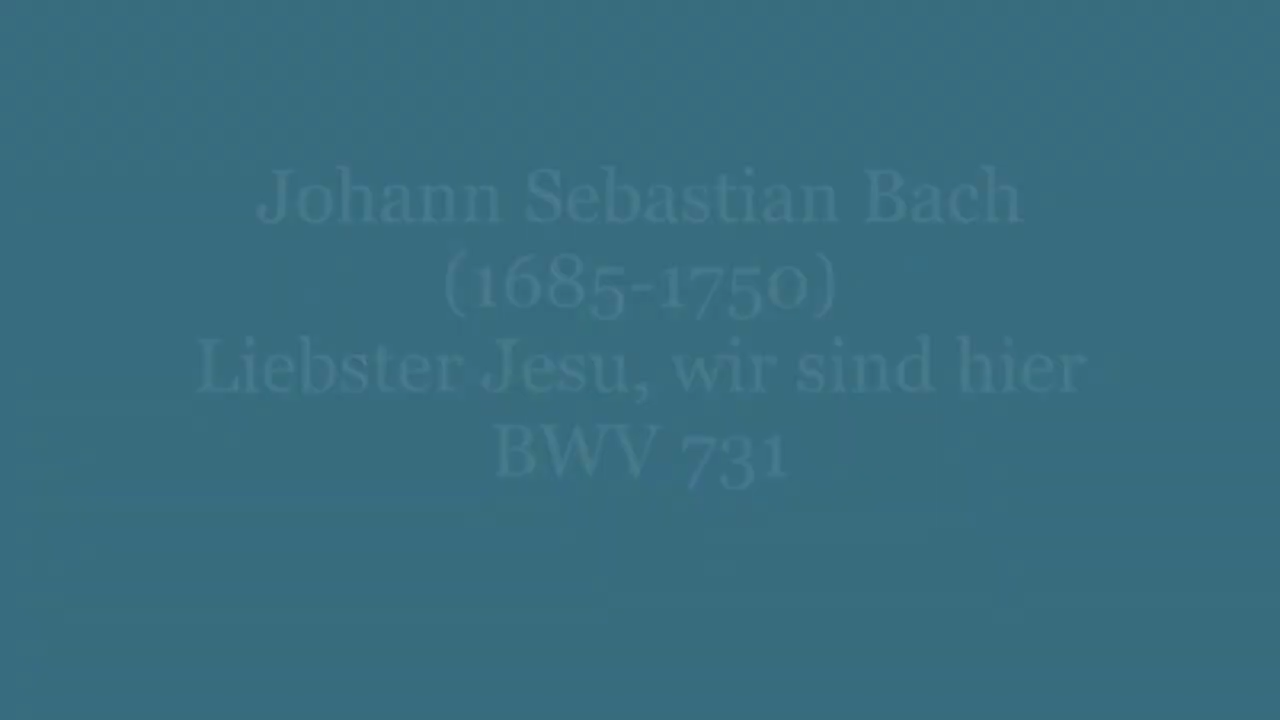 Johann Sebastian Bach
(1685-1750)
Liebster Jesu, wir sind hier
BWV 731